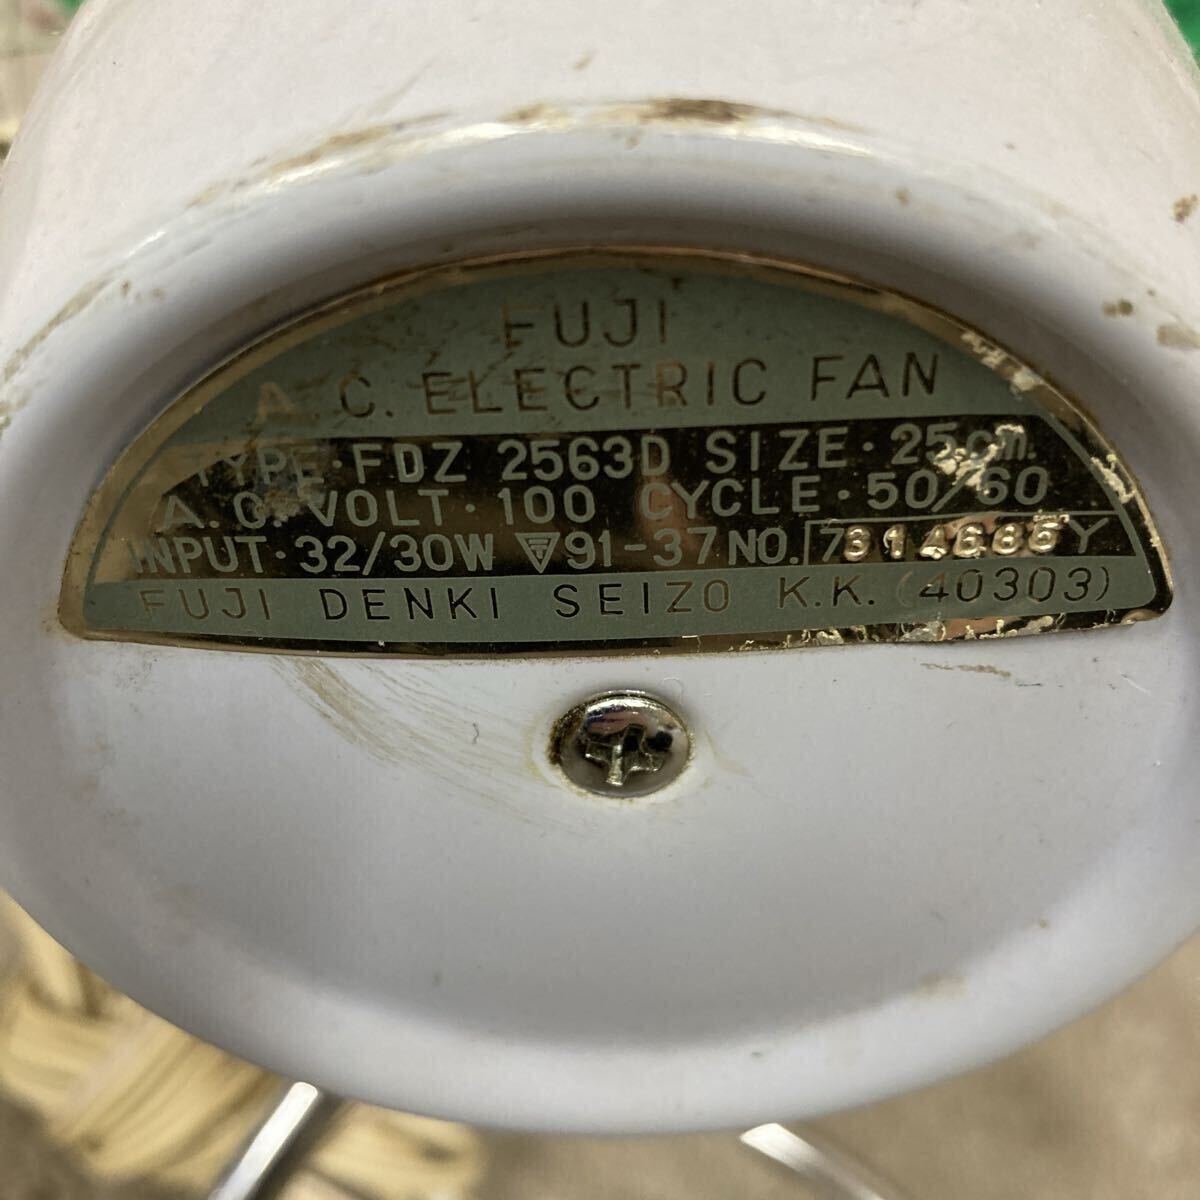 FUJI
A.C. ELECTRIC FAN
TYPE・FDZ 2563D SIZE・25cm.
A.C. VOLT・100 CYCLE・50/60
INPUT・32/30W ▽91-37 NO. 7314685Y
FUJI DENKI SEIZO K.K. (40303)